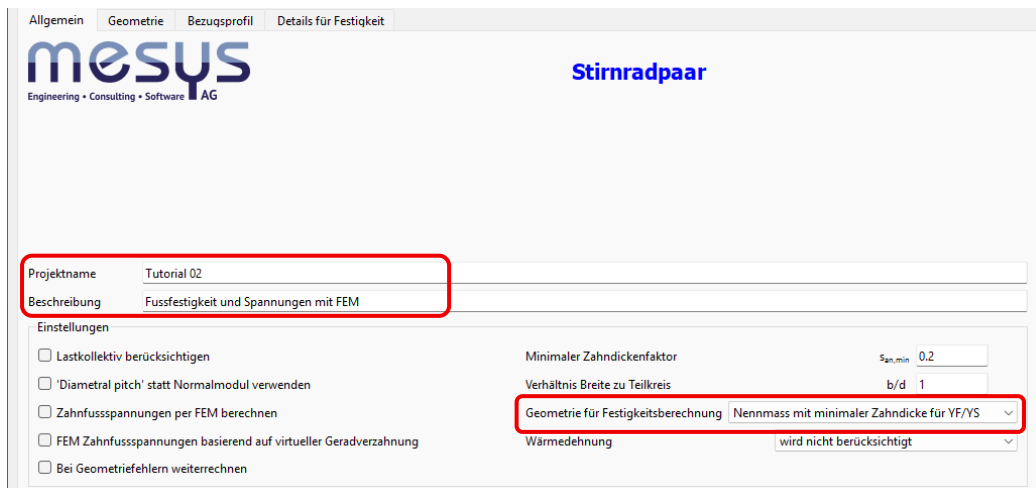 Allgemein Geometrie Bezugsprofil Details für Festigkeit
mesys
Engineering • Consulting • Software AG
Stirnradpaar
Projektname Tutorial 02
Beschreibung Fussfestigkeit und Spannungen mit FEM
Einstellungen
Lastkollektiv berücksichtigen Minimaler Zahndickenfaktor san,min 0.2
'Diametral pitch' statt Normalmodul verwenden Verhältnis Breite zu Teilkreis b/d 1
Zahnfussspannungen per FEM berechnen Geometrie für Festigkeitsberechnung Nennmass mit minimaler Zahndicke für YF/YS
FEM Zahnfussspannungen basierend auf virtueller Geradverzahnung Wärmedehnung wird nicht berücksichtigt
Bei Geometriefehlern weiterrechnen